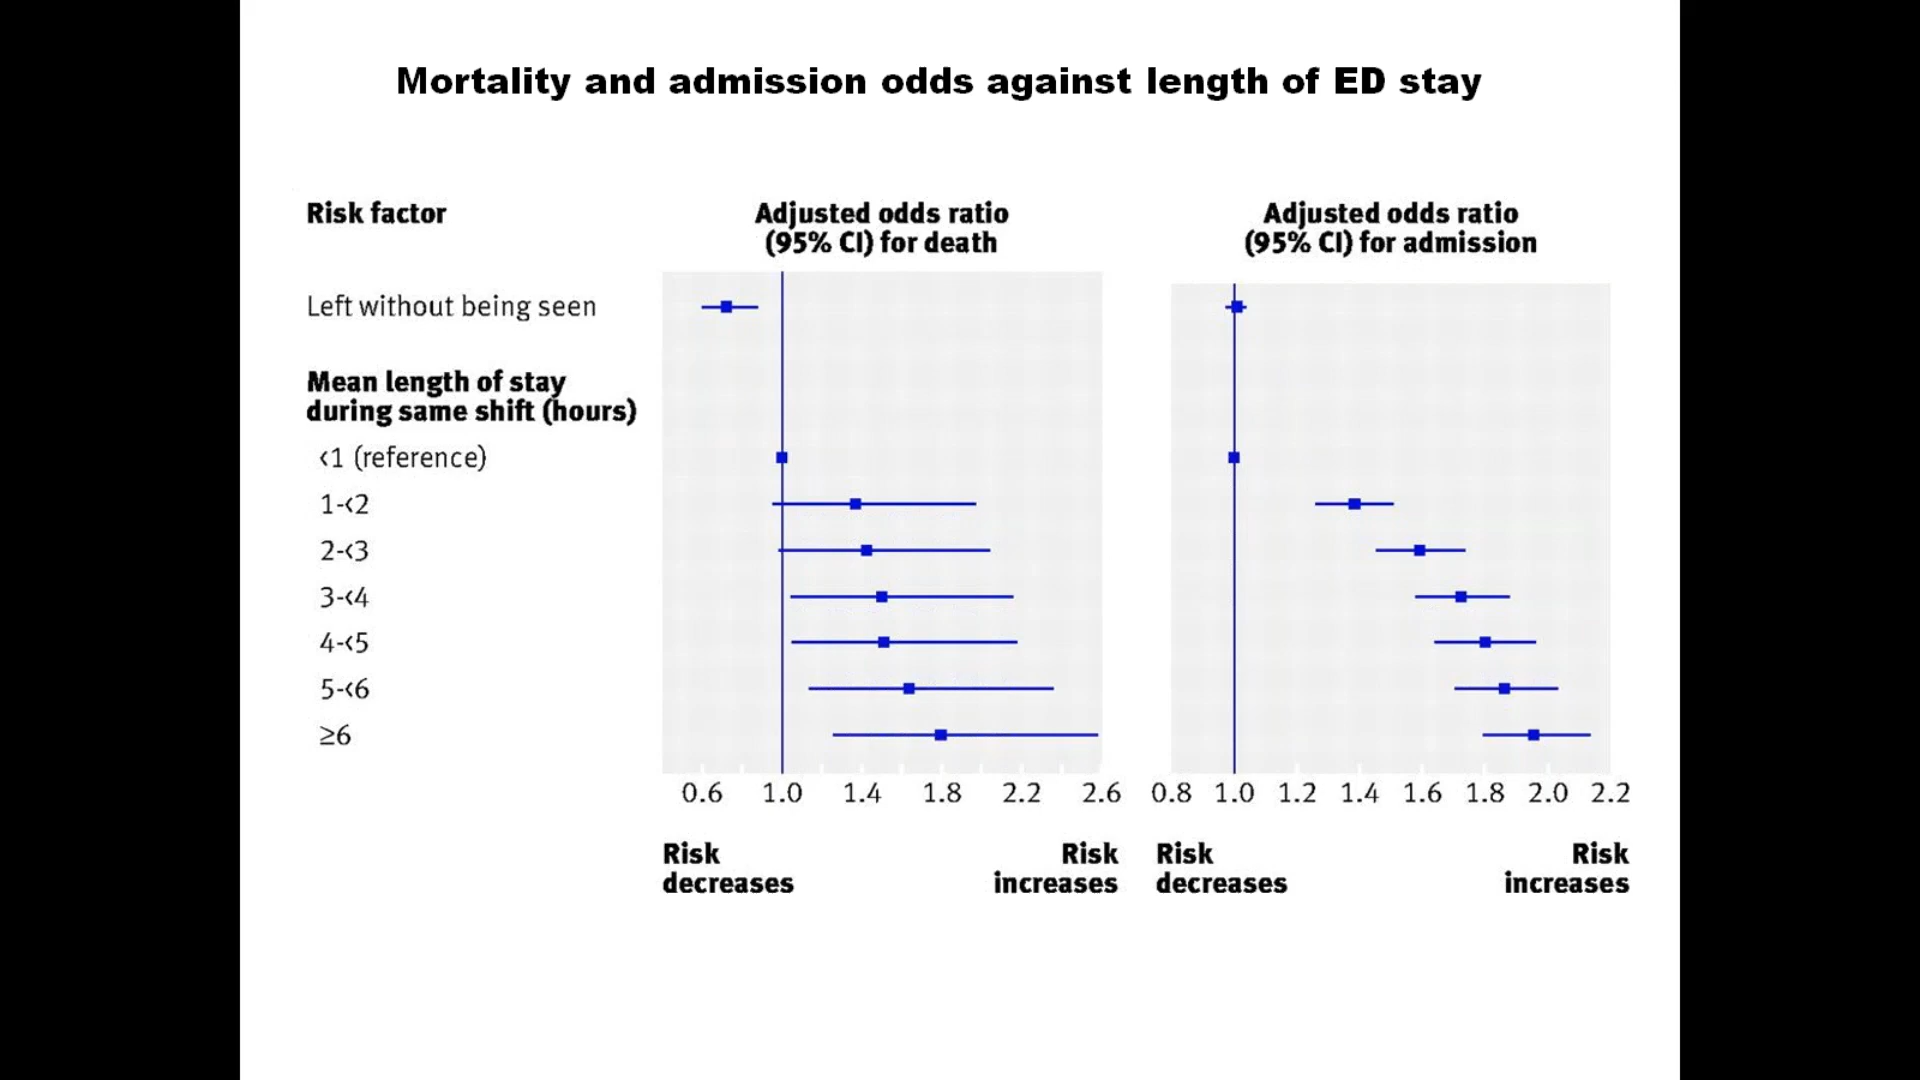 Mortality and admission odds against length of ED stay
Risk factor
Adjusted odds ratio
(95% CI) for death
Adjusted odds ratio
(95% CI) for admission
Left without being seen
Mean length of stay
during same shift (hours)
<1 (reference)
1-<2
2-<3
3-<4
4-<5
5-<6
≥6
0.6 1.0 1.4 1.8 2.2 2.6
0.8 1.0 1.2 1.4 1.6 1.8 2.0 2.2
Risk
decreases
Risk
increases
Risk
decreases
Risk
increases